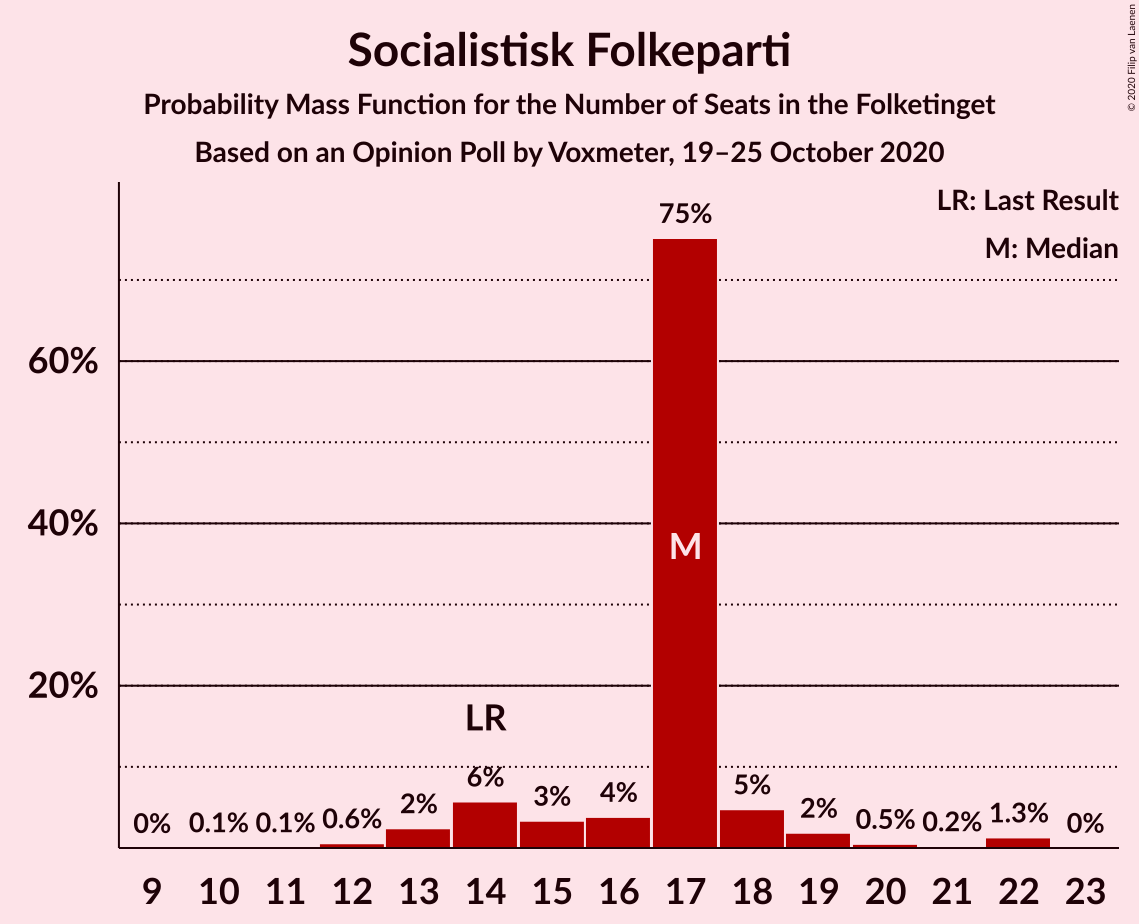 Socialistisk Folkeparti
Probability Mass Function for the Number of Seats in the Folketinget
Based on an Opinion Poll by Voxmeter, 19–25 October 2020
© 2020 Filip van Laenen
LR: Last Result
M: Median
75%
60%
40%
M
20%
LR
0% 0.1% 0.1% 0.6% 2% 6% 3% 4% 5% 2% 0.5% 0.2% 1.3% 0%
9 10 11 12 13 14 15 16 17 18 19 20 21 22 23